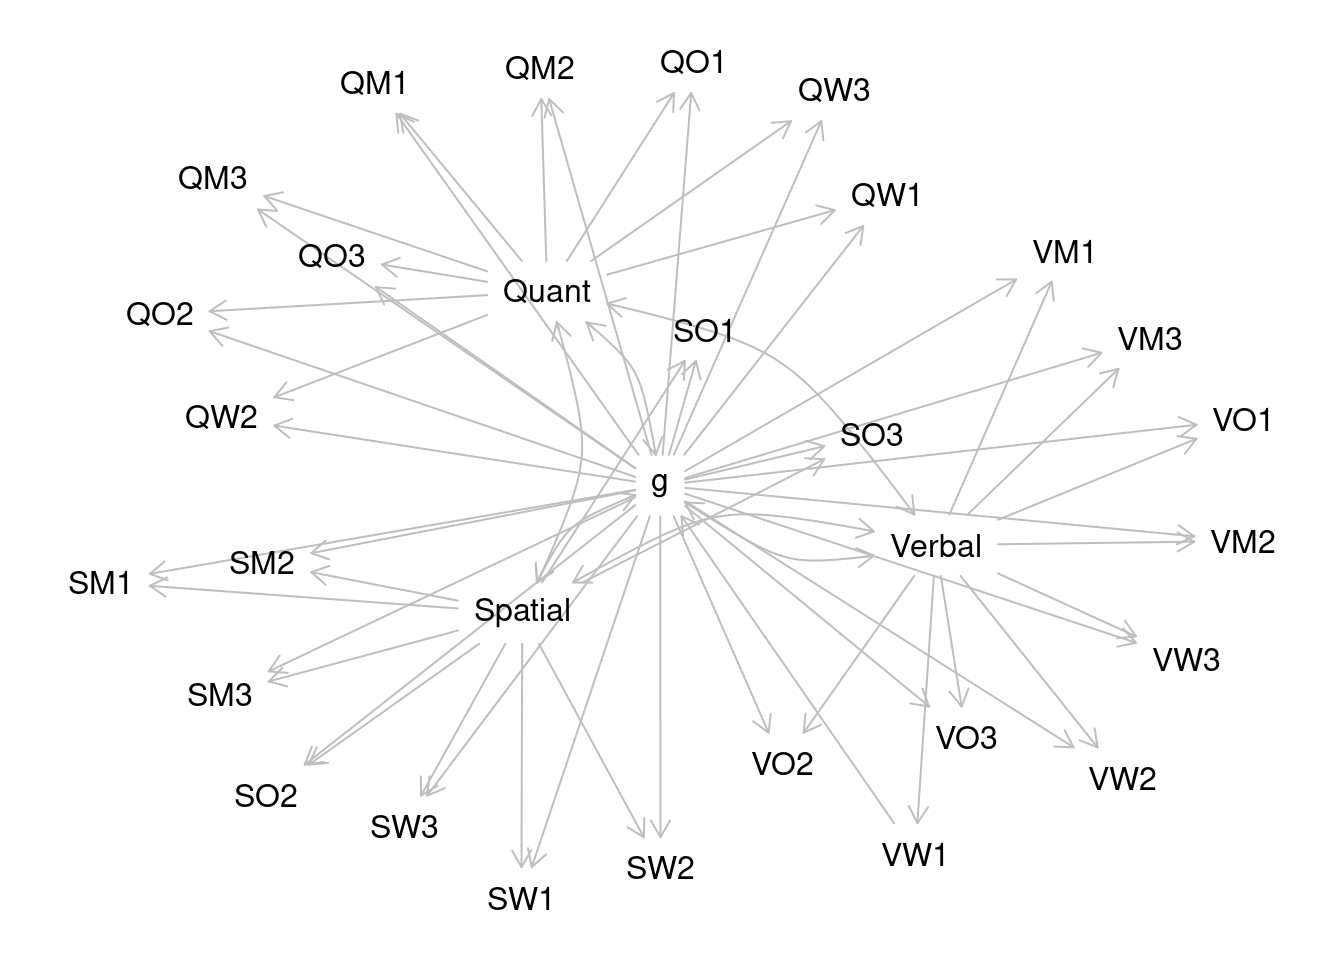 QO1
QM2
QM1
QW3
QM3
QW1
VM1
QO3
Quant
QO2
SO1
VM3
QW2
VO1
SO3
g
VM2
Verbal
SM2
SM1
Spatial
VW3
SM3
VO3
VO2
VW2
SO2
SW3
VW1
SW2
SW1